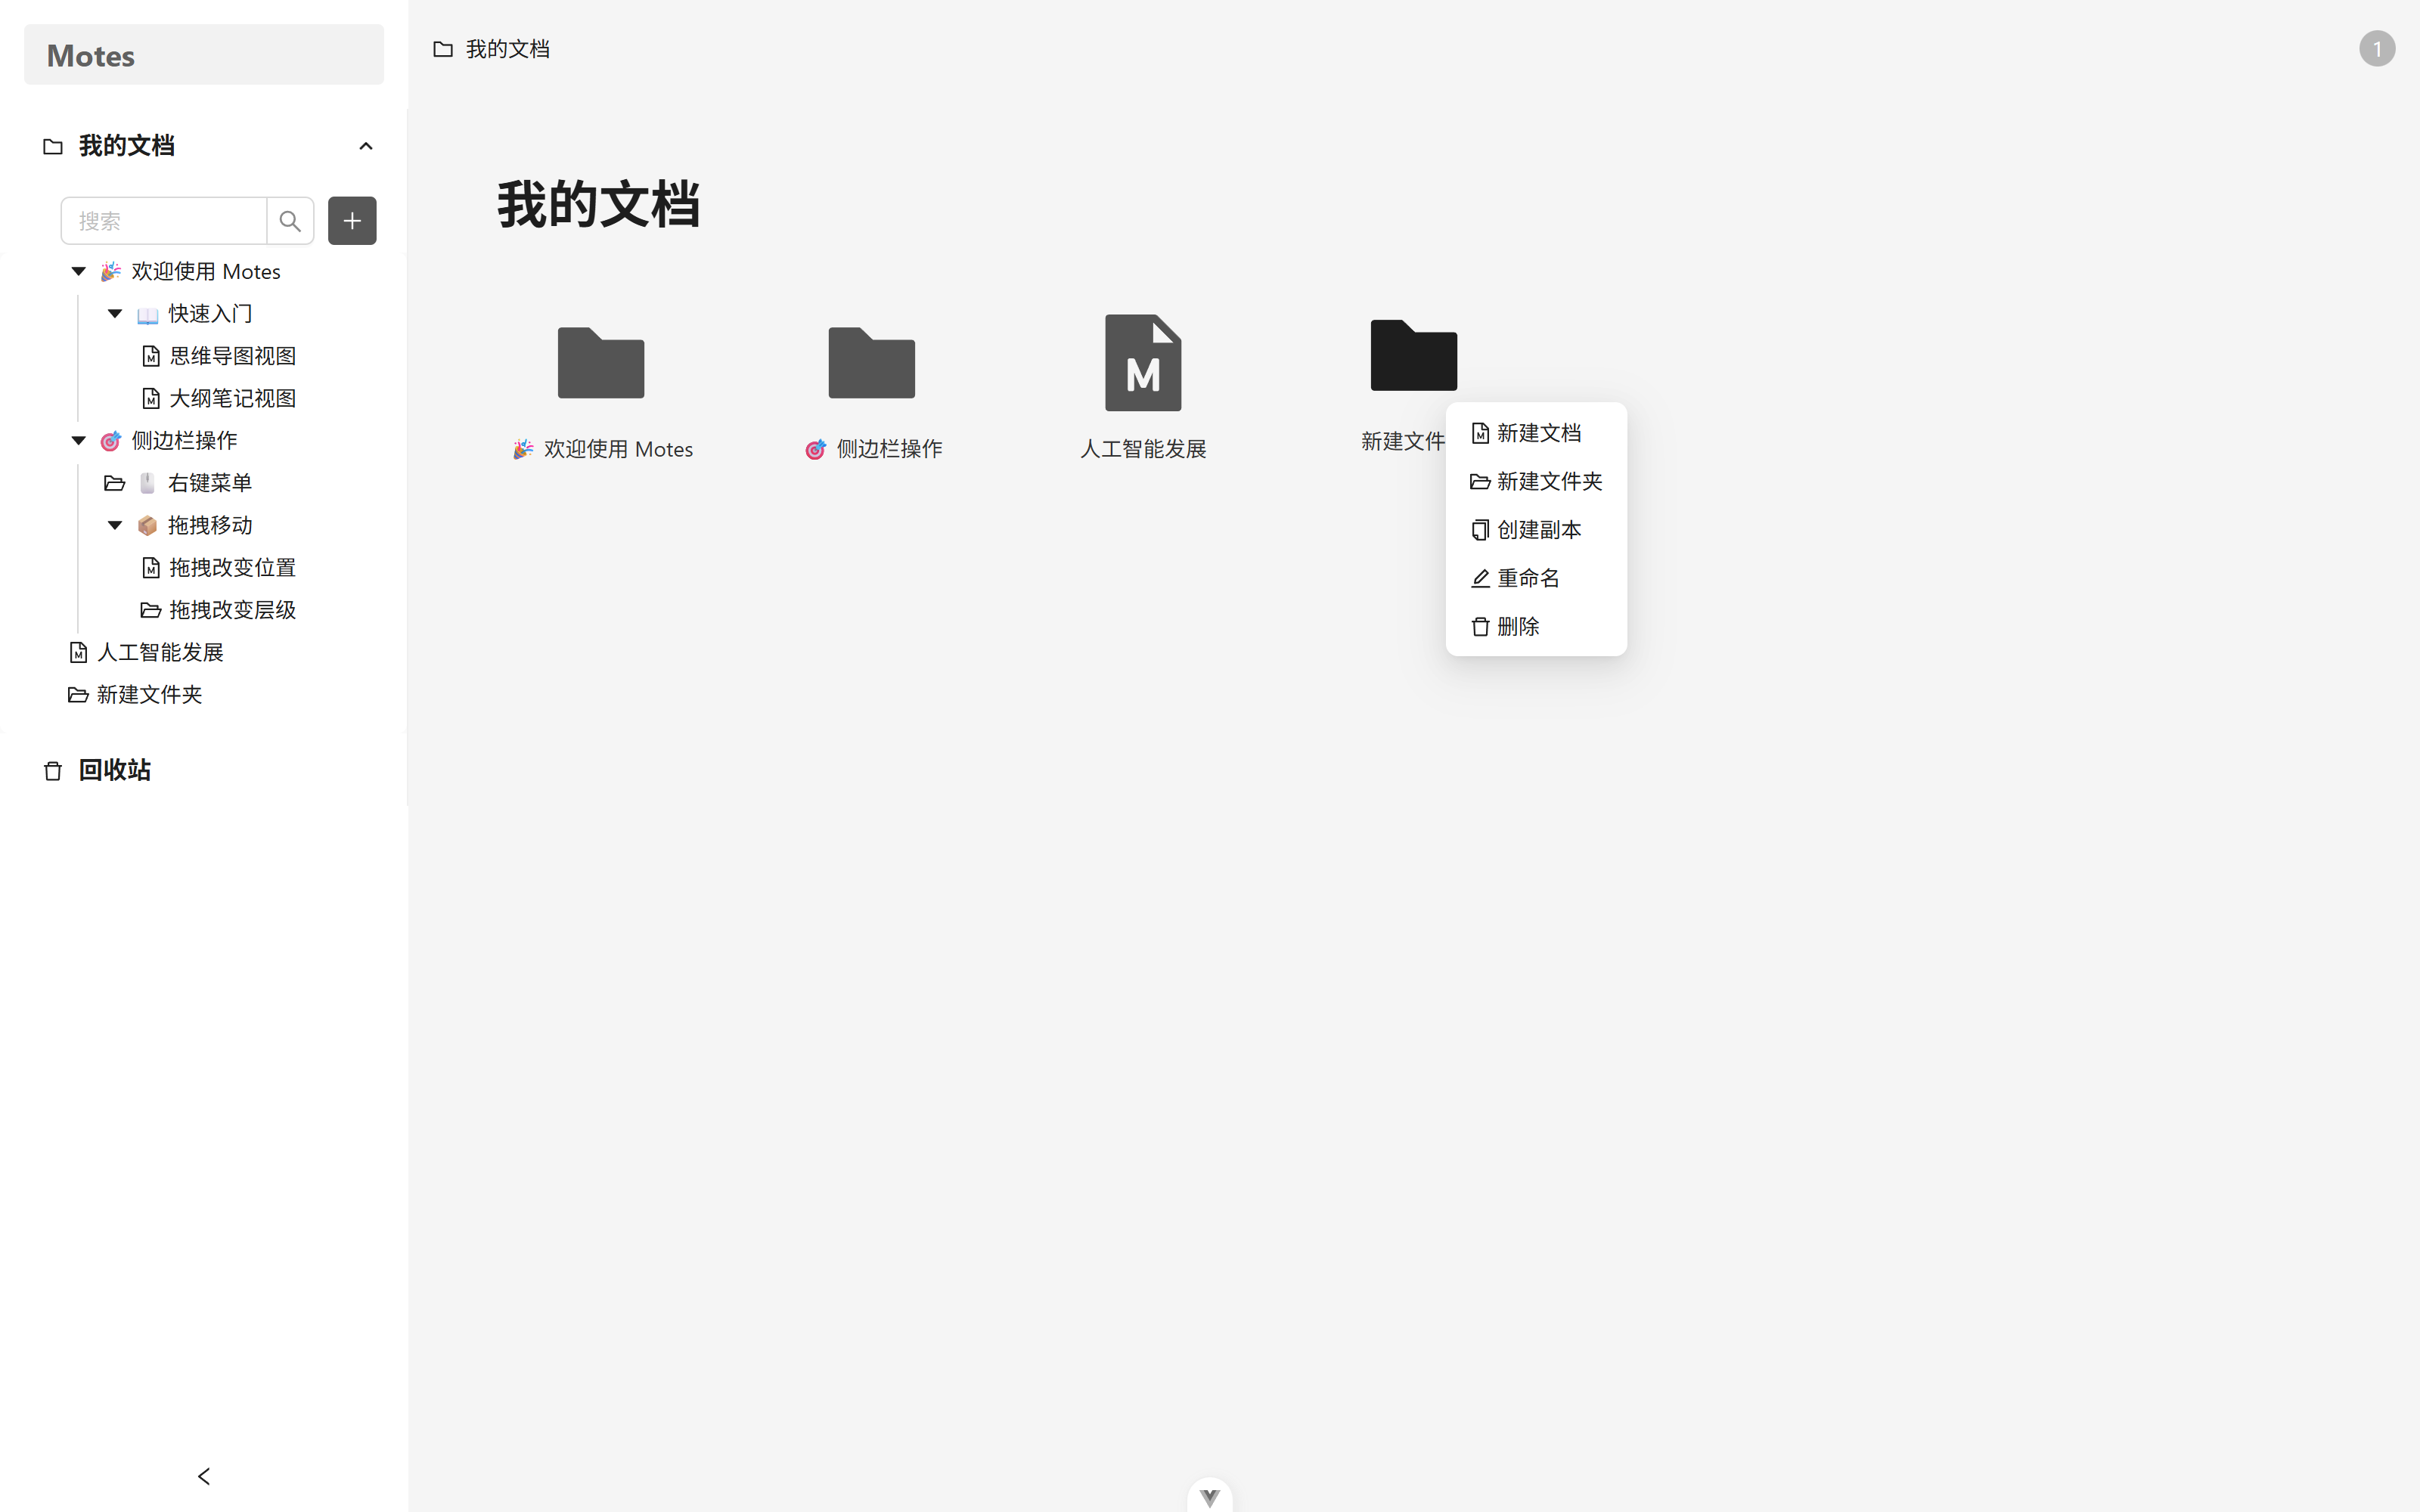 Motes
我的文档
搜索
🎉 欢迎使用 Motes
📖 快速入门
思维导图视图
大纲笔记视图
🎯 侧边栏操作
🖱️ 右键菜单
📦 拖拽移动
拖拽改变位置
拖拽改变层级
人工智能发展
新建文件夹
回收站
我的文档
1
我的文档
🎉 欢迎使用 Motes
🎯 侧边栏操作
M
人工智能发展
新建文件
新建文档
新建文件夹
创建副本
重命名
删除